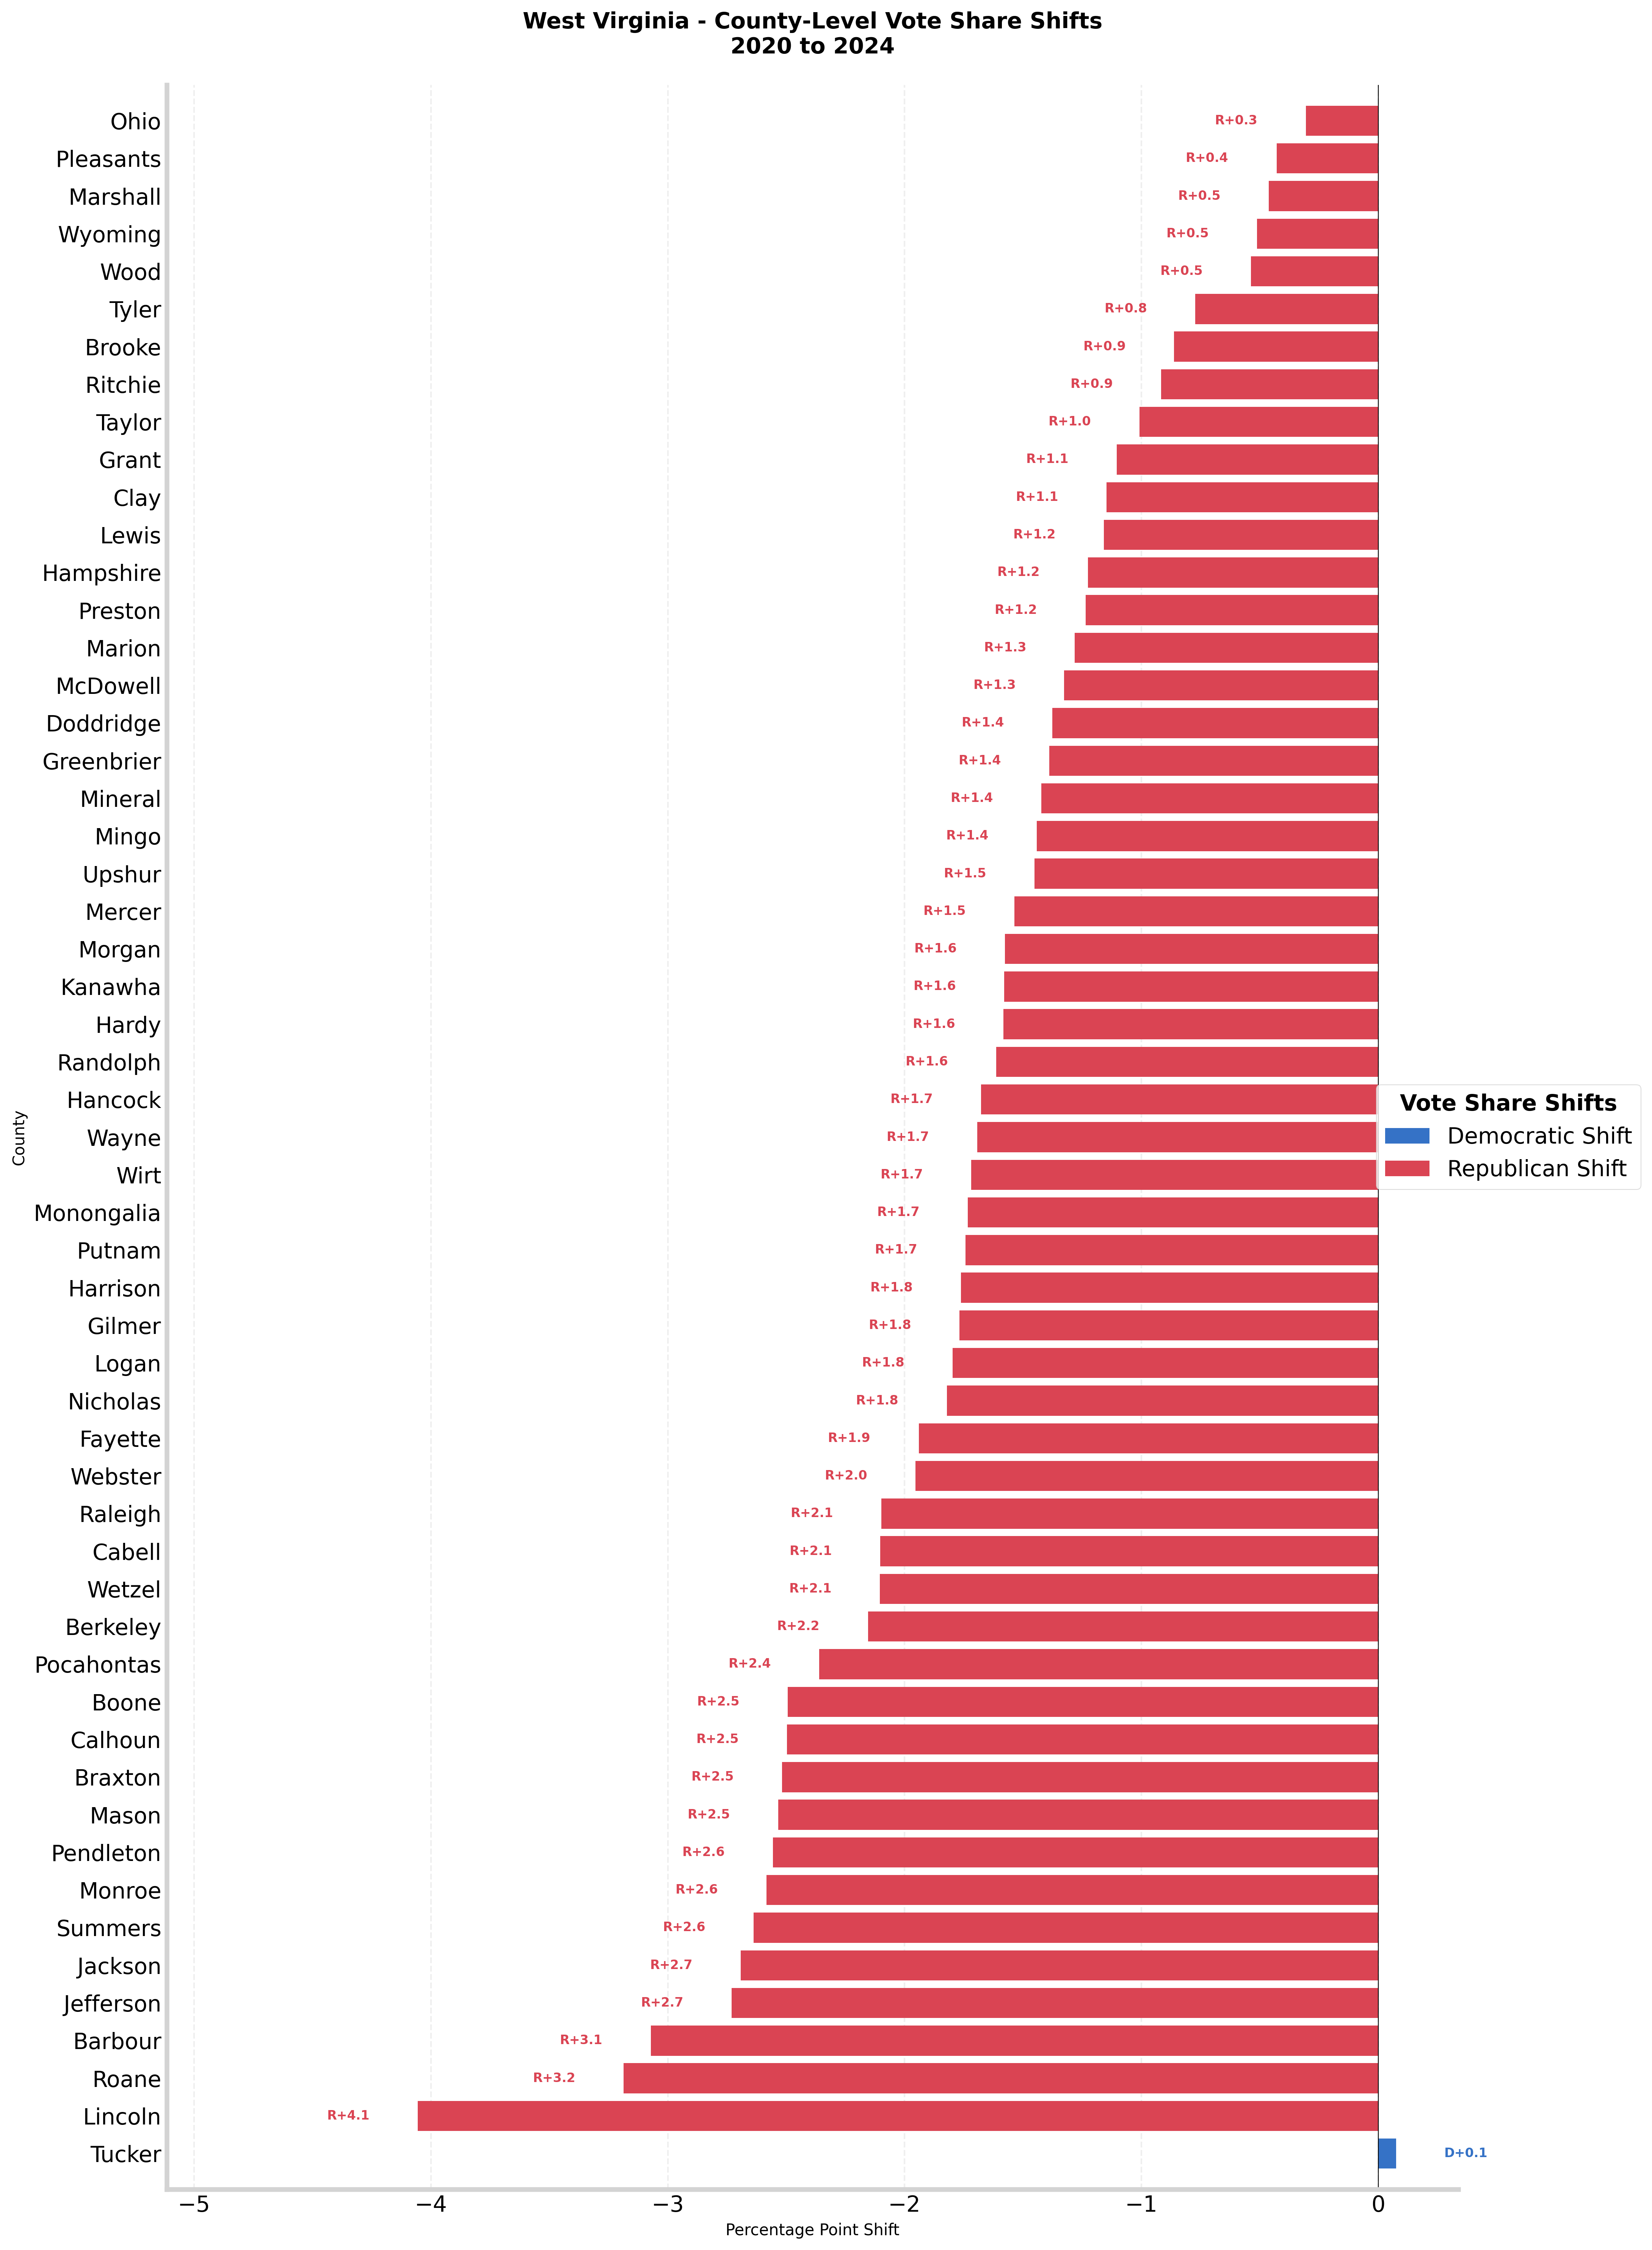 West Virginia - County-Level Vote Share Shifts
2020 to 2024
Ohio R+0.3
Pleasants R+0.4
Marshall R+0.5
Wyoming R+0.5
Wood R+0.5
Tyler R+0.8
Brooke R+0.9
Ritchie R+0.9
Taylor R+1.0
Grant R+1.1
Clay R+1.1
Lewis R+1.2
Hampshire R+1.2
Preston R+1.2
Marion R+1.3
McDowell R+1.3
Doddridge R+1.4
Greenbrier R+1.4
Mineral R+1.4
Mingo R+1.4
Upshur R+1.5
Mercer R+1.5
Morgan R+1.6
Kanawha R+1.6
Hardy R+1.6
Randolph R+1.6
Hancock R+1.7
Wayne R+1.7
Wirt R+1.7
Monongalia R+1.7
Putnam R+1.7
Harrison R+1.8
Gilmer R+1.8
Logan R+1.8
Nicholas R+1.8
Fayette R+1.9
Webster R+2.0
Raleigh R+2.1
Cabell R+2.1
Wetzel R+2.1
Berkeley R+2.2
Pocahontas R+2.4
Boone R+2.5
Calhoun R+2.5
Braxton R+2.5
Mason R+2.5
Pendleton R+2.6
Monroe R+2.6
Summers R+2.6
Jackson R+2.7
Jefferson R+2.7
Barbour R+3.1
Roane R+3.2
Lincoln R+4.1
Tucker D+0.1
County
−5 −4 −3 −2 −1 0
Percentage Point Shift
Vote Share Shifts
Democratic Shift
Republican Shift